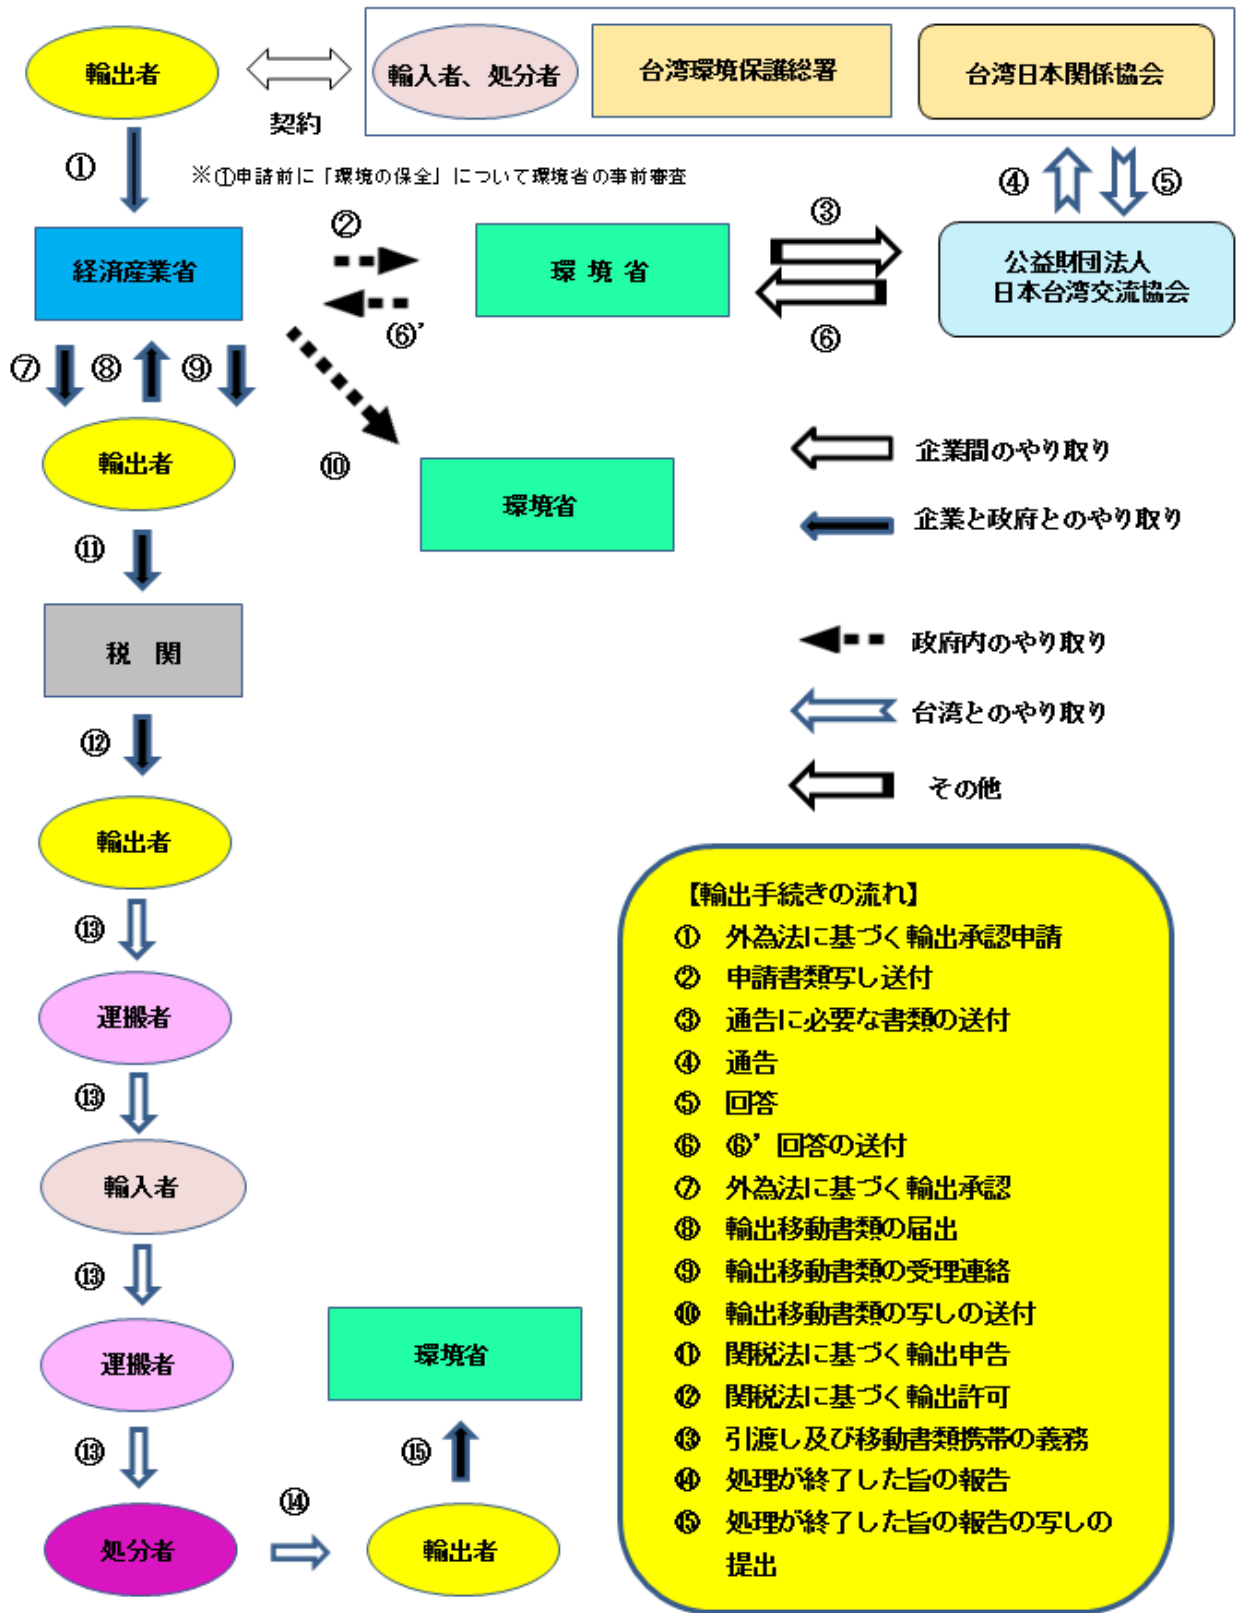 輸出者
契約
輸入者、処分者
台湾環境保護総署
台湾日本関係協会
①
※①申請前に「環境の保全」について環境省の事前審査
④
⑤
経済産業省
②
⑥’
環 境 省
③
⑥
公益財団法人
日本台湾交流協会
⑦
⑧
⑨
輸出者
⑩
環境省
企業間のやり取り
企業と政府とのやり取り
政府内のやり取り
台湾とのやり取り
その他
⑪
税 関
⑫
輸出者
⑬
運搬者
⑬
輸入者
⑬
運搬者
⑬
処分者
⑭
輸出者
⑮
環境省
【輸出手続きの流れ】
① 外為法に基づく輸出承認申請
② 申請書類写し送付
③ 通告に必要な書類の送付
④ 通告
⑤ 回答
⑥ ⑥’回答の送付
⑦ 外為法に基づく輸出承認
⑧ 輸出移動書類の届出
⑨ 輸出移動書類の受理連絡
⑩ 輸出移動書類の写しの送付
⑪ 関税法に基づく輸出申告
⑫ 関税法に基づく輸出許可
⑬ 引渡し及び移動書類携帯の義務
⑭ 処理が終了した旨の報告
⑮ 処理が終了した旨の報告の写しの
提出